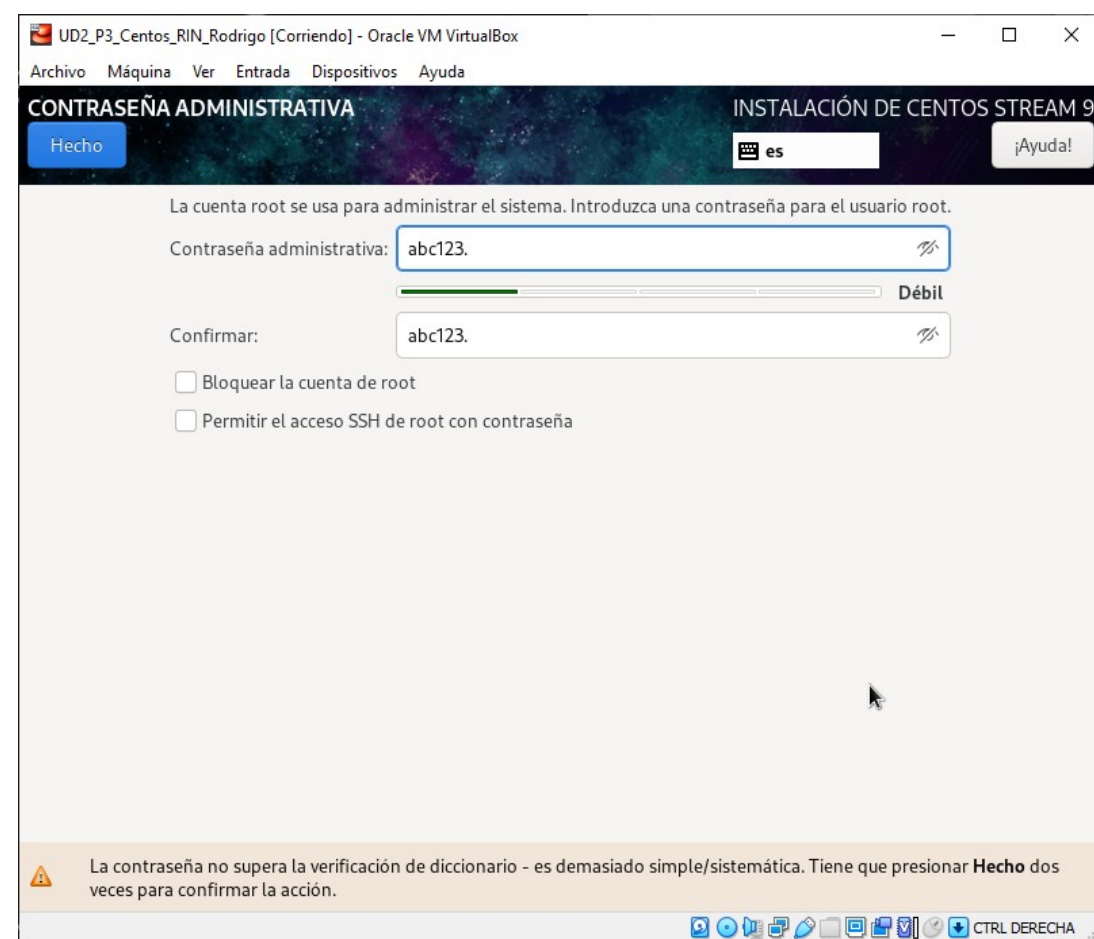 UD2_P3_Centos_RIN_Rodrigo [Corriendo] - Oracle VM VirtualBox
Archivo Máquina Ver Entrada Dispositivos Ayuda
CONTRASEÑA ADMINISTRATIVA
INSTALACIÓN DE CENTOS STREAM 9
Hecho
es
¡Ayuda!
La cuenta root se usa para administrar el sistema. Introduzca una contraseña para el usuario root.
Contraseña administrativa: abc123.
Débil
Confirmar: abc123.
Bloquear la cuenta de root
Permitir el acceso SSH de root con contraseña
La contraseña no supera la verificación de diccionario - es demasiado simple/sistemática. Tiene que presionar Hecho dos
veces para confirmar la acción.
CTRL DERECHA